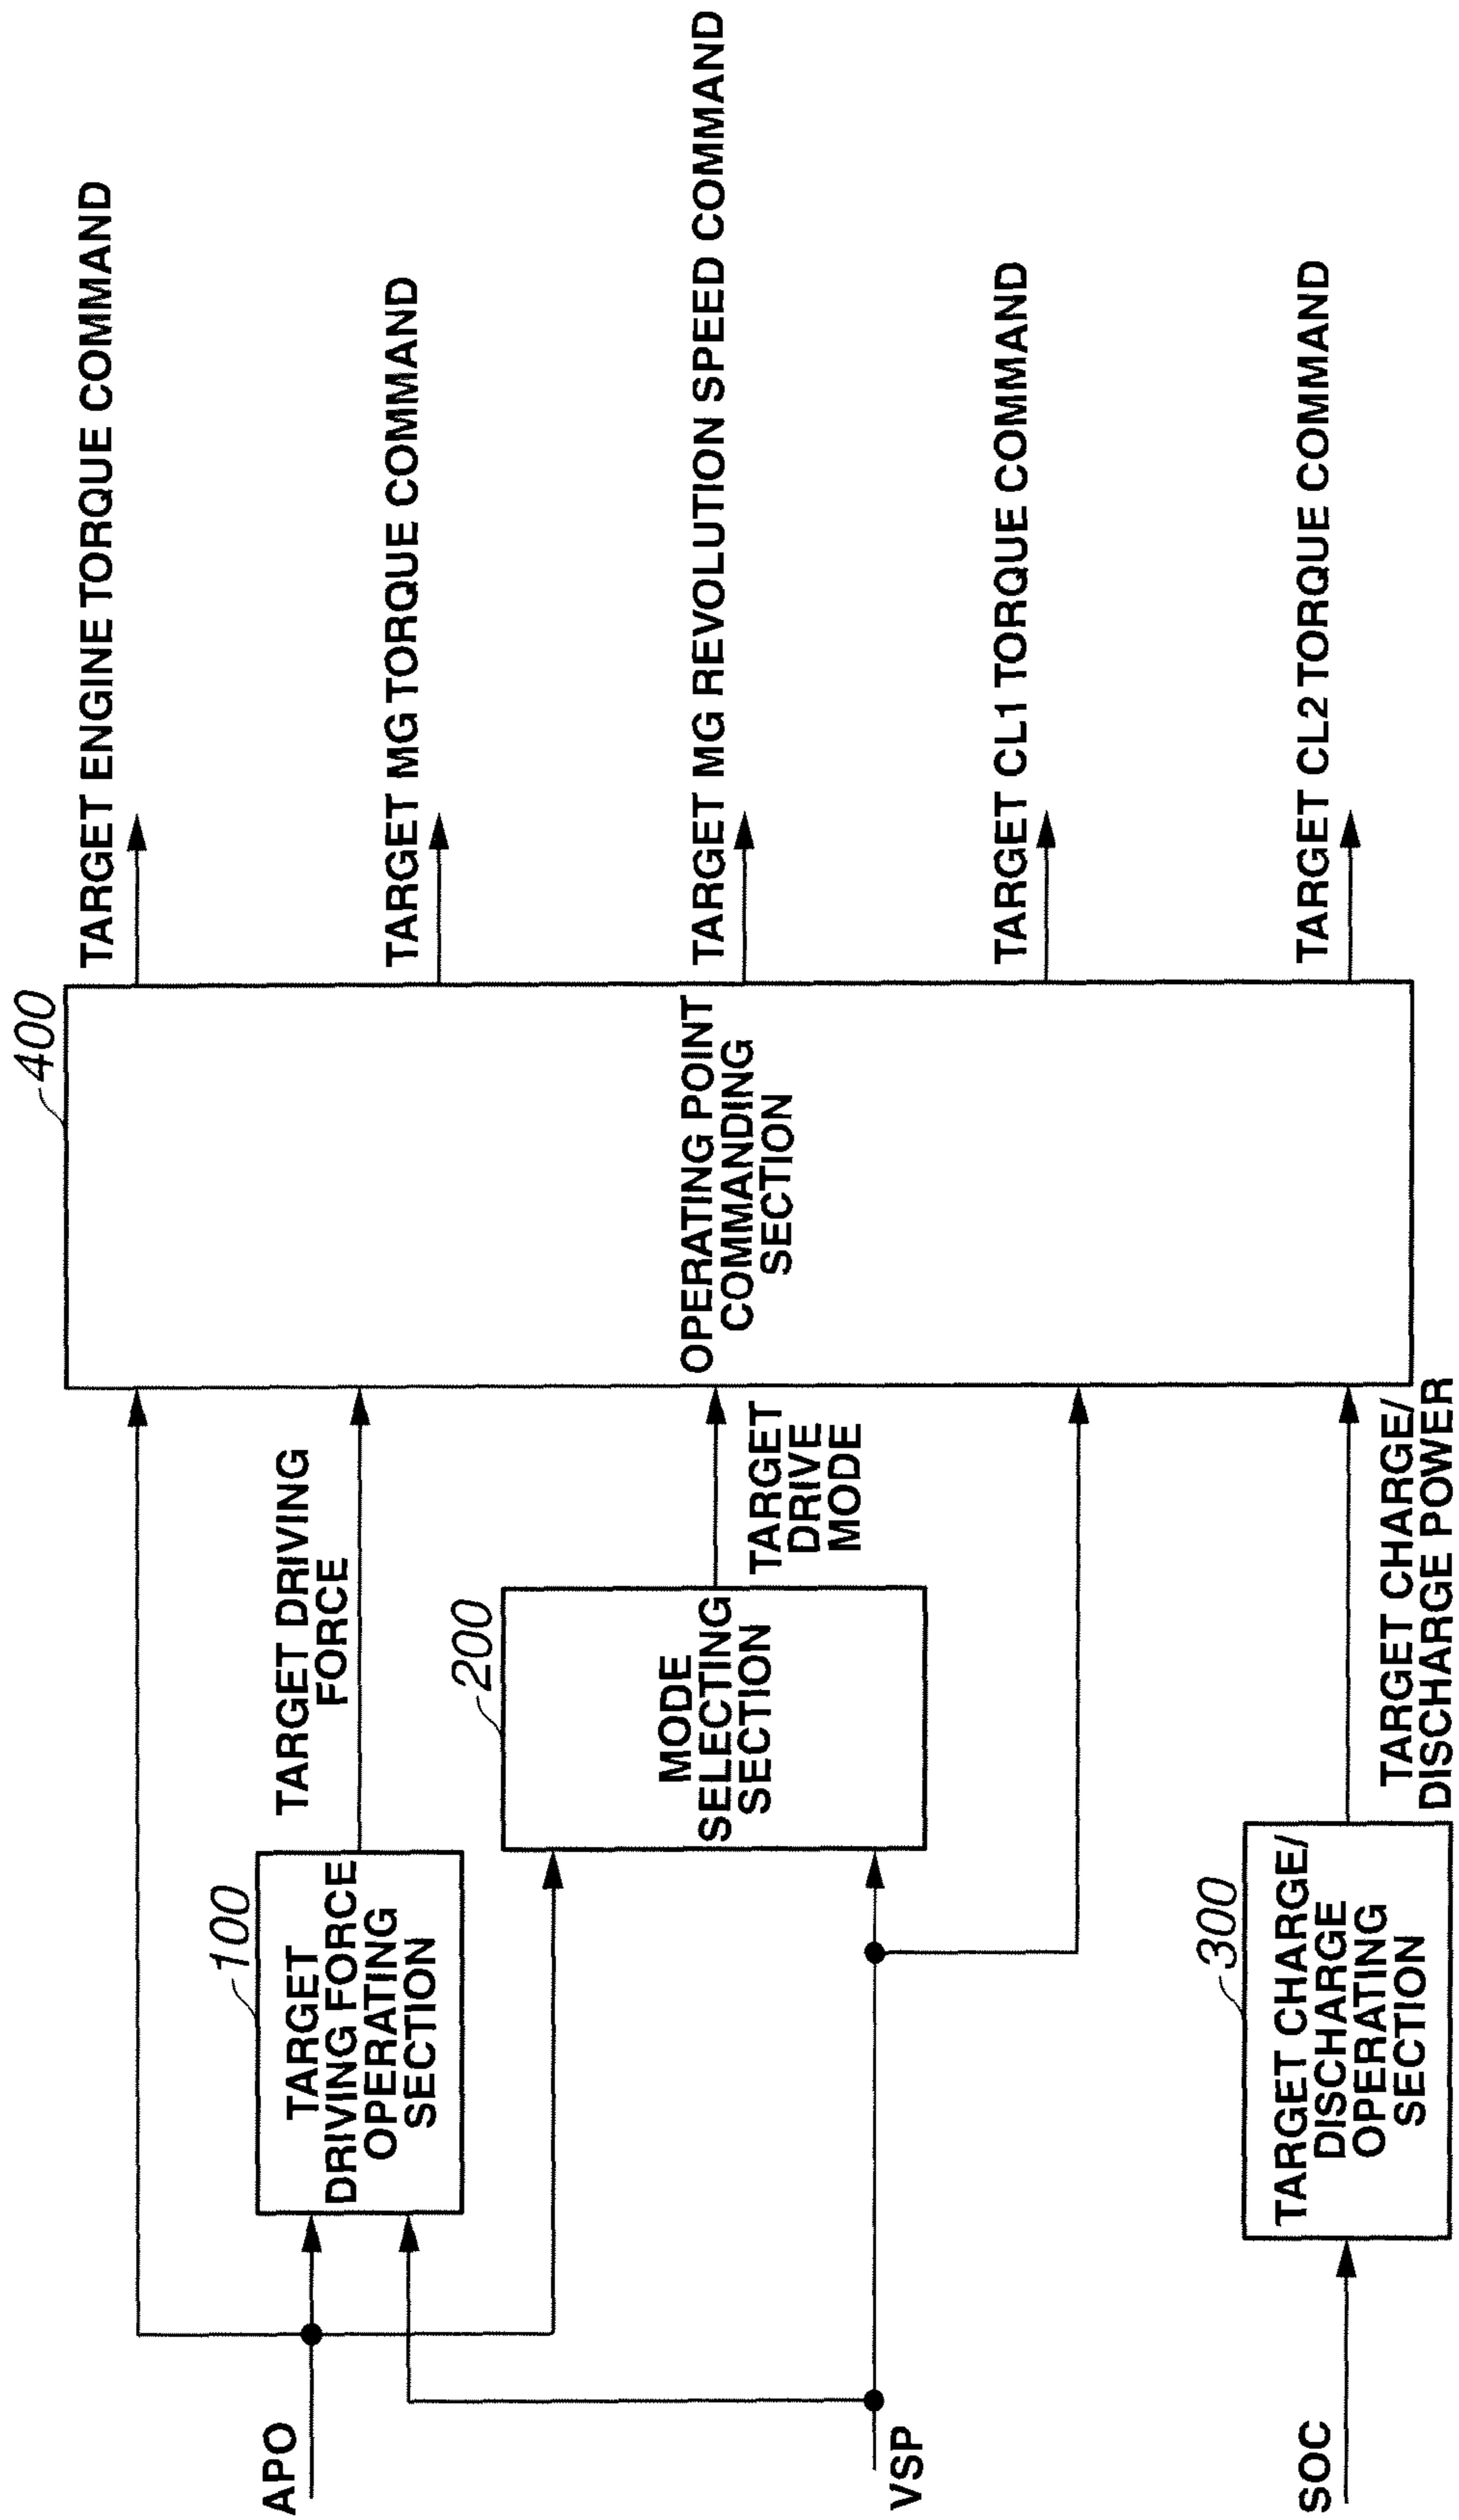 APO
VSP
SOC
100
TARGET
DRIVING FORCE
OPERATING
SECTION
TARGET DRIVING
FORCE
200
MODE
SELECTING
SECTION
TARGET
DRIVE
MODE
300
TARGET CHARGE/
DISCHARGE
OPERATING
SECTION
TARGET CHARGE/
DISCHARGE POWER
400
OPERATING POINT
COMMANDING
SECTION
TARGET ENGINE TORQUE COMMAND
TARGET MG TORQUE COMMAND
TARGET MG REVOLUTION SPEED COMMAND
TARGET CL1 TORQUE COMMAND
TARGET CL2 TORQUE COMMAND